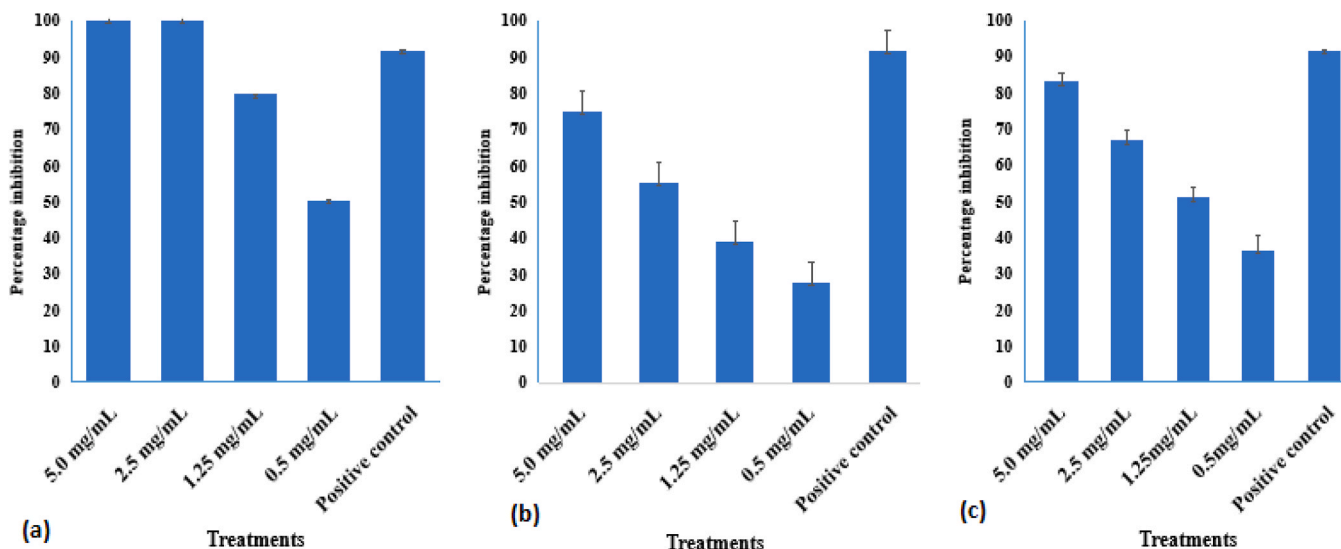 Percentage inhibition
100
90
80
70
60
50
40
30
20
10
0
5.0 mg/mL
2.5 mg/mL
1.25 mg/mL
0.5 mg/mL
Positive control
(a)
Treatments
Percentage inhibition
100
90
80
70
60
50
40
30
20
10
0
5.0 mg/mL
2.5 mg/mL
1.25 mg/mL
0.5 mg/mL
Positive control
(b)
Treatments
Percentage inhibition
100
90
80
70
60
50
40
30
20
10
0
5.0 mg/mL
2.5 mg/mL
1.25mg/mL
0.5mg/mL
Positive control
(c)
Treatments